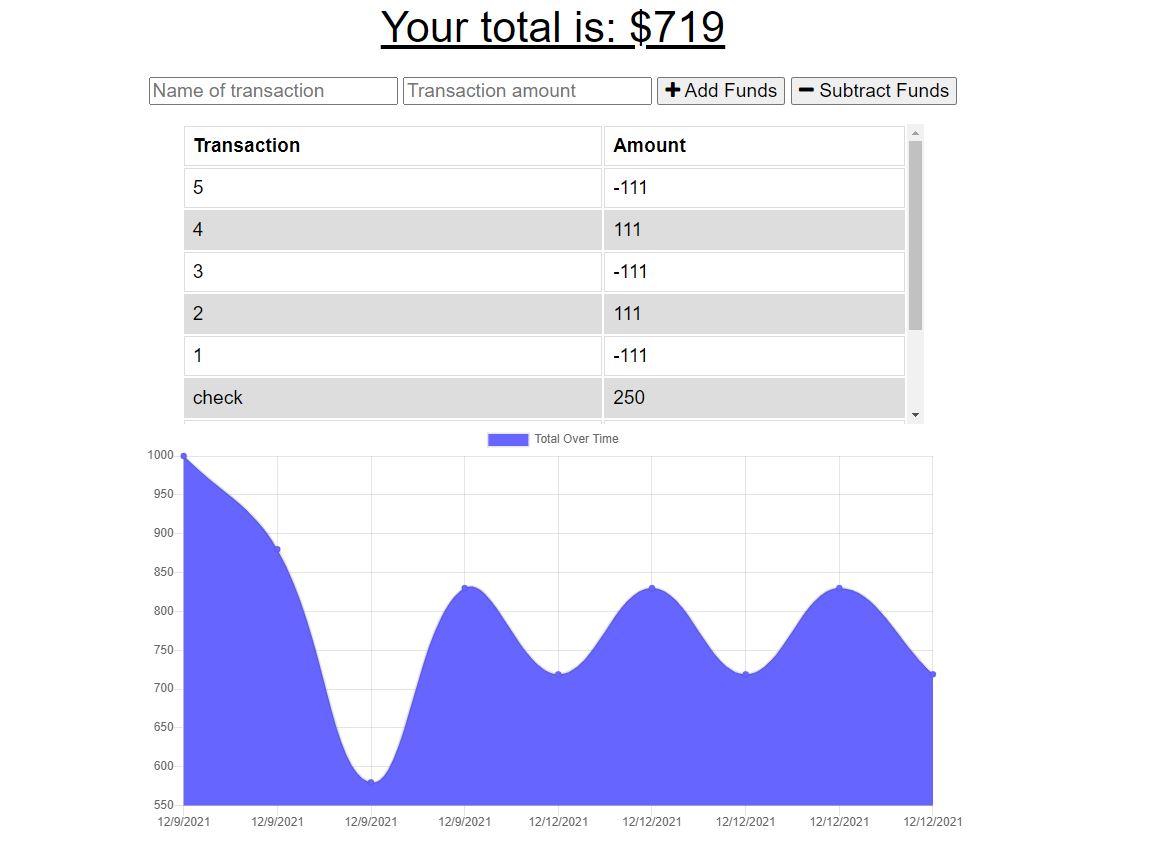 Your total is: $719
Name of transaction Transaction amount Add Funds Subtract Funds
Transaction Amount
5 -111
4 111
3 -111
2 111
1 -111
check 250
Total Over Time
1000
950
900
850
800
750
700
650
600
550
12/9/2021 12/9/2021 12/9/2021 12/9/2021 12/12/2021 12/12/2021 12/12/2021 12/12/2021 12/12/2021